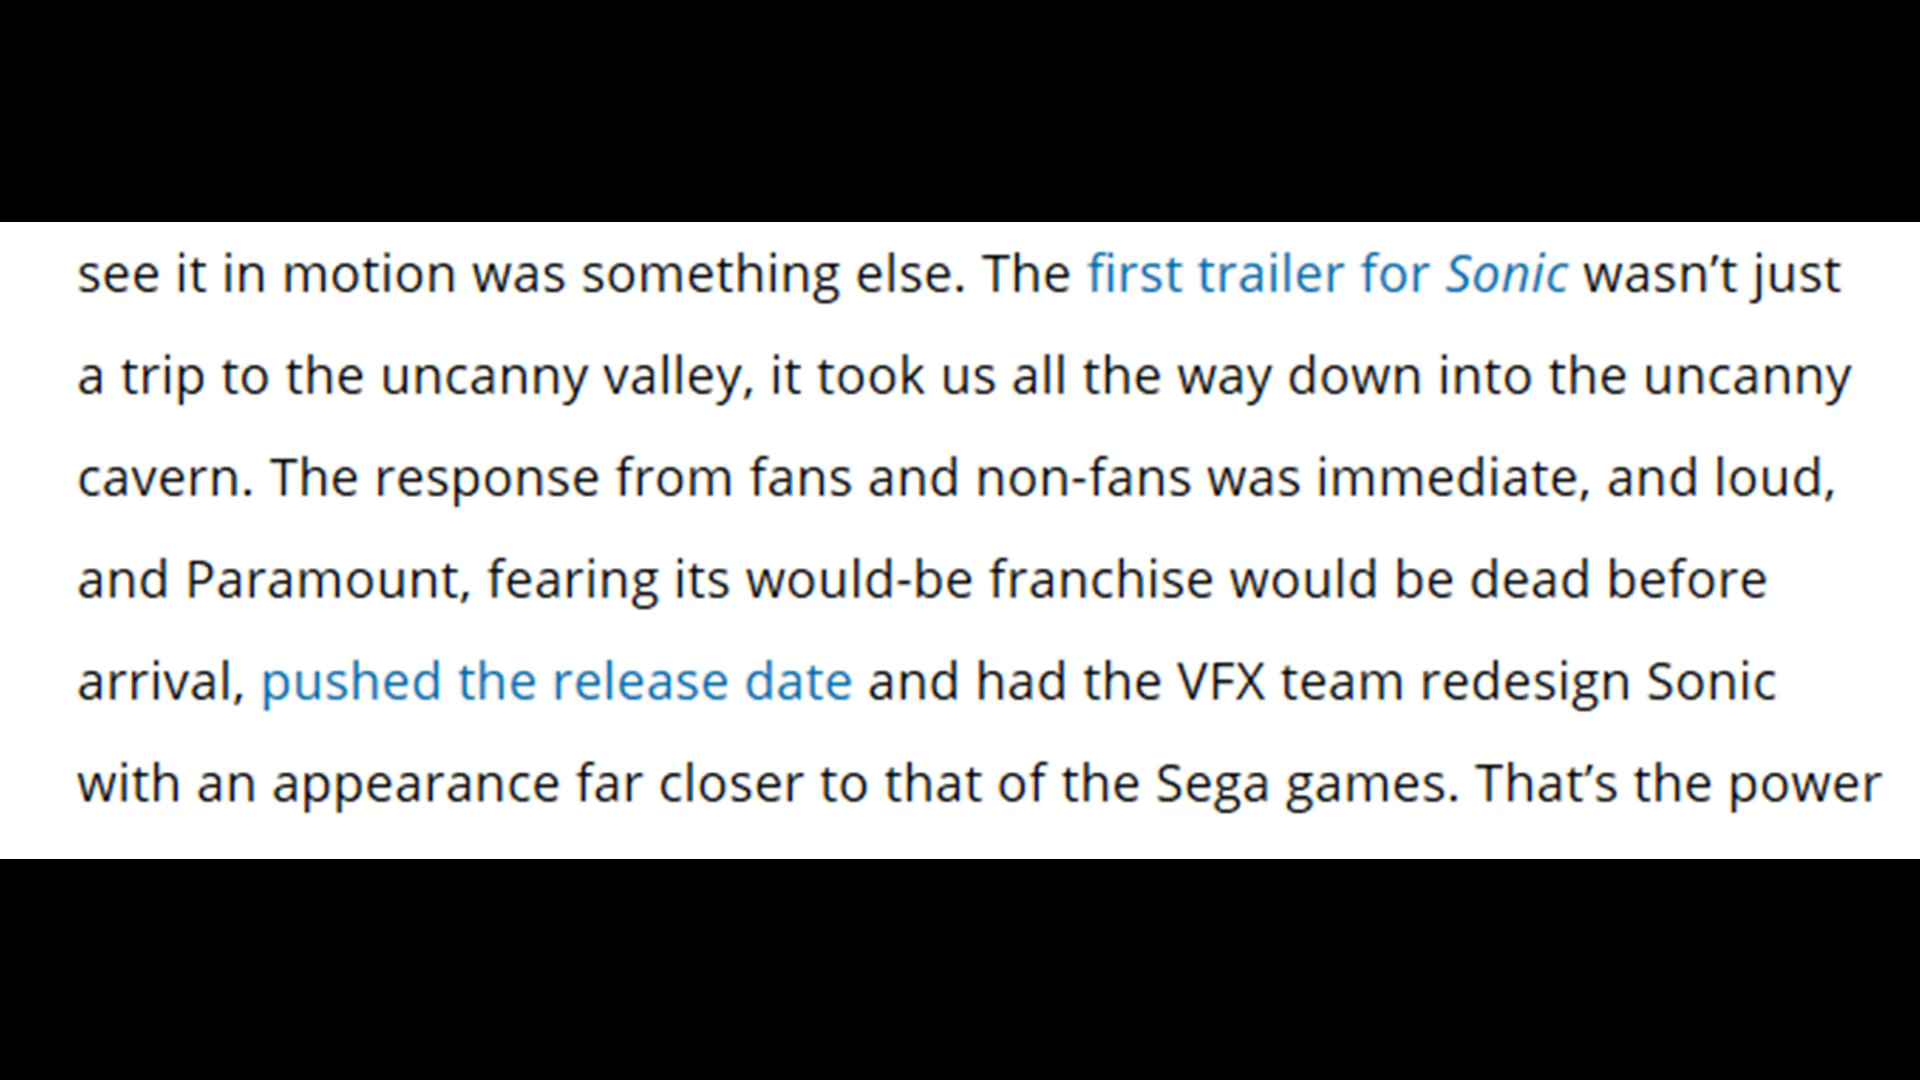 see it in motion was something else. The first trailer for Sonic wasn’t just
a trip to the uncanny valley, it took us all the way down into the uncanny
cavern. The response from fans and non-fans was immediate, and loud,
and Paramount, fearing its would-be franchise would be dead before
arrival, pushed the release date and had the VFX team redesign Sonic
with an appearance far closer to that of the Sega games. That’s the power